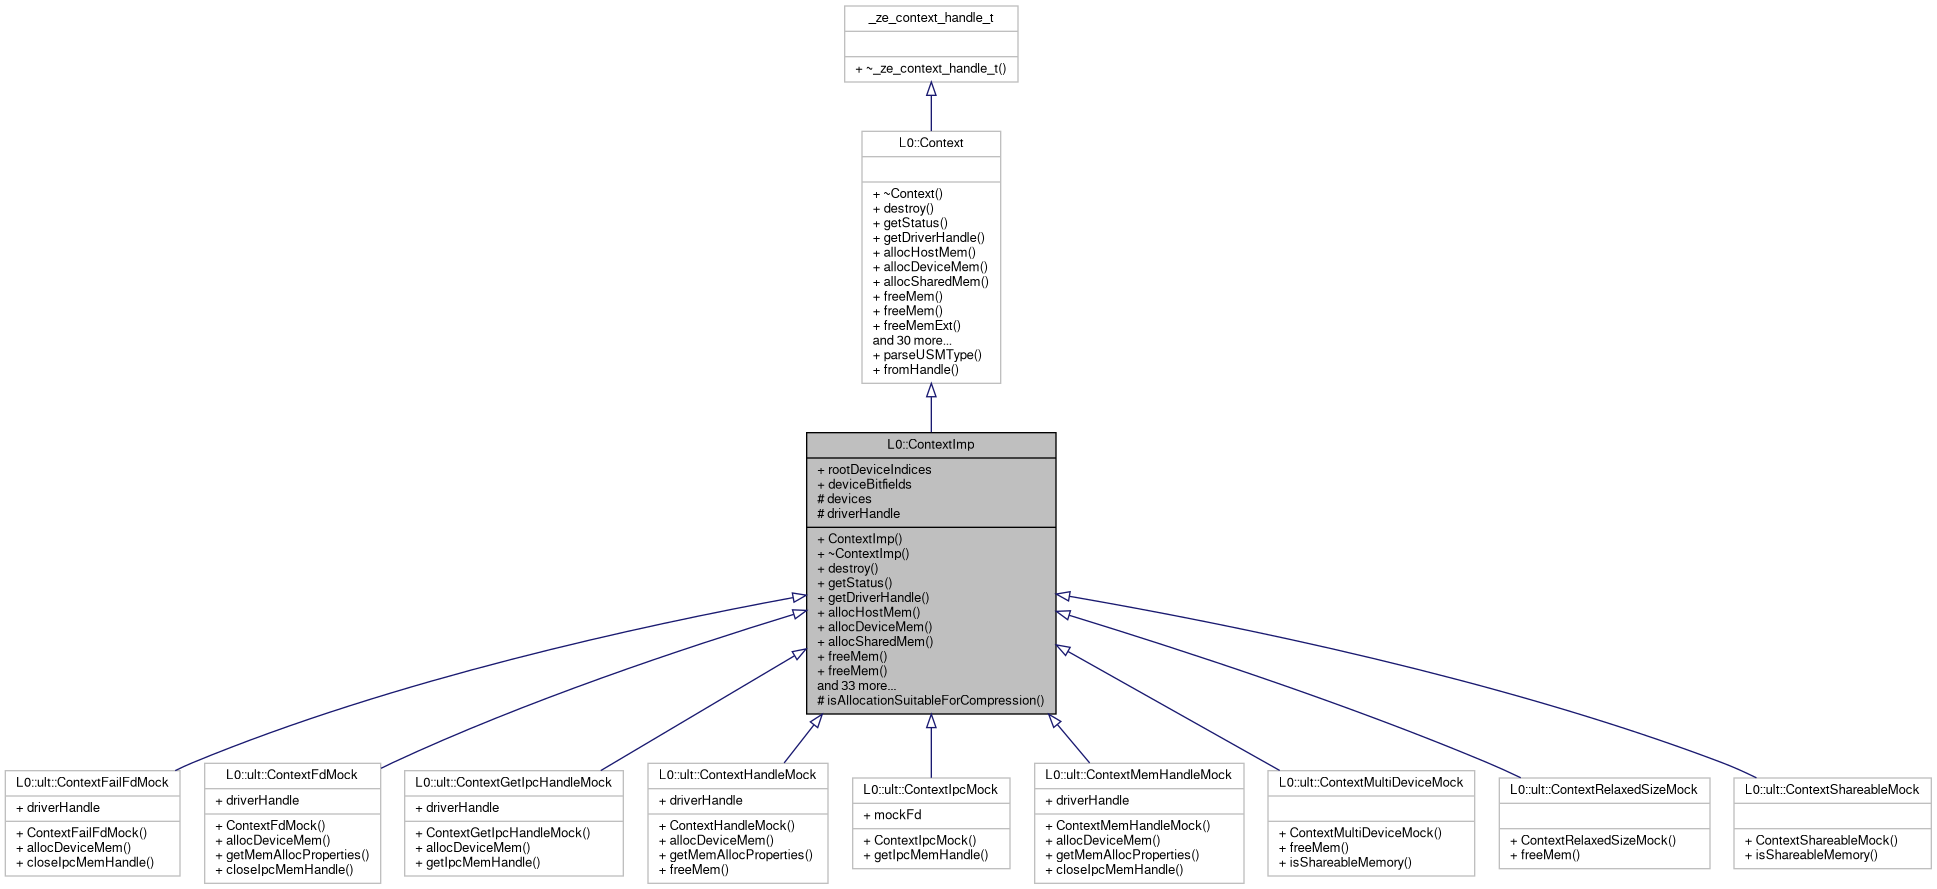 _ze_context_handle_t
+ ~_ze_context_handle_t()
L0::Context
+ ~Context()
+ destroy()
+ getStatus()
+ getDriverHandle()
+ allocHostMem()
+ allocDeviceMem()
+ allocSharedMem()
+ freeMem()
+ freeMem()
+ freeMemExt()
and 30 more...
+ parseUSMType()
+ fromHandle()
L0::ContextImp
+ rootDeviceIndices
+ deviceBitfields
# devices
# driverHandle
+ ContextImp()
+ ~ContextImp()
+ destroy()
+ getStatus()
+ getDriverHandle()
+ allocHostMem()
+ allocDeviceMem()
+ allocSharedMem()
+ freeMem()
+ freeMem()
and 33 more...
# isAllocationSuitableForCompression()
L0::ult::ContextFailFdMock
+ driverHandle
+ ContextFailFdMock()
+ allocDeviceMem()
+ closeIpcMemHandle()
L0::ult::ContextFdMock
+ driverHandle
+ ContextFdMock()
+ allocDeviceMem()
+ getMemAllocProperties()
+ closeIpcMemHandle()
L0::ult::ContextGetIpcHandleMock
+ driverHandle
+ ContextGetIpcHandleMock()
+ allocDeviceMem()
+ getIpcMemHandle()
L0::ult::ContextHandleMock
+ driverHandle
+ ContextHandleMock()
+ allocDeviceMem()
+ getMemAllocProperties()
+ freeMem()
L0::ult::ContextIpcMock
+ mockFd
+ ContextIpcMock()
+ getIpcMemHandle()
L0::ult::ContextMemHandleMock
+ driverHandle
+ ContextMemHandleMock()
+ allocDeviceMem()
+ getMemAllocProperties()
+ closeIpcMemHandle()
L0::ult::ContextMultiDeviceMock
+ ContextMultiDeviceMock()
+ freeMem()
+ isShareableMemory()
L0::ult::ContextRelaxedSizeMock
+ ContextRelaxedSizeMock()
+ freeMem()
L0::ult::ContextShareableMock
+ ContextShareableMock()
+ isShareableMemory()